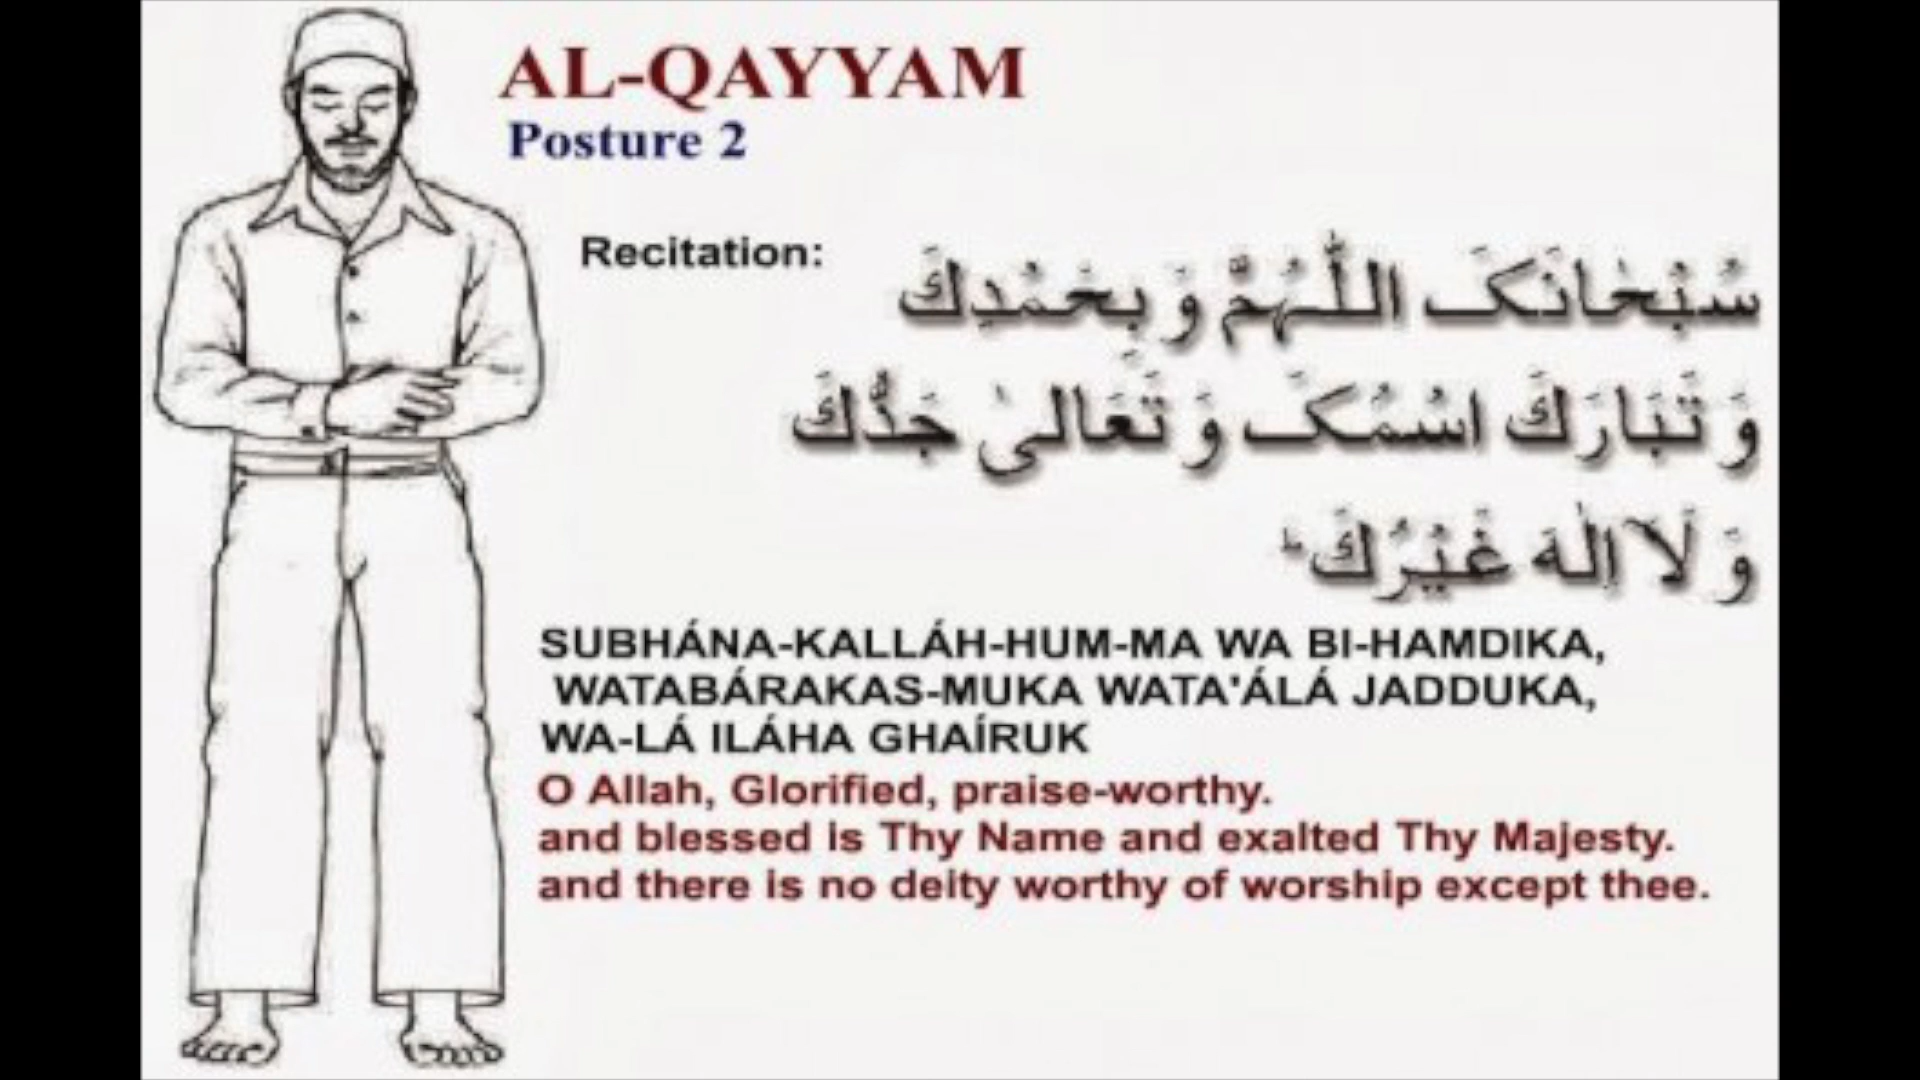 AL-QAYYAM
Posture 2
Recitation:
سُبْحَانَکَ اللّٰهُمَّ وَ بِحَمْدِكَ
وَ تَبَارَكَ اسْمُکَ وَ تَعَالىٰ جَدُّكَ
وَ لَا اِلٰهَ غَيْرُكَ ؕ
SUBHÁNA-KALLÁH-HUM-MA WA BI-HAMDIKA,
WATABÁRAKAS-MUKA WATA'ÁLÁ JADDUKA,
WA-LÁ ILÁHA GHAÍRUK
O Allah, Glorified, praise-worthy.
and blessed is Thy Name and exalted Thy Majesty.
and there is no deity worthy of worship except thee.